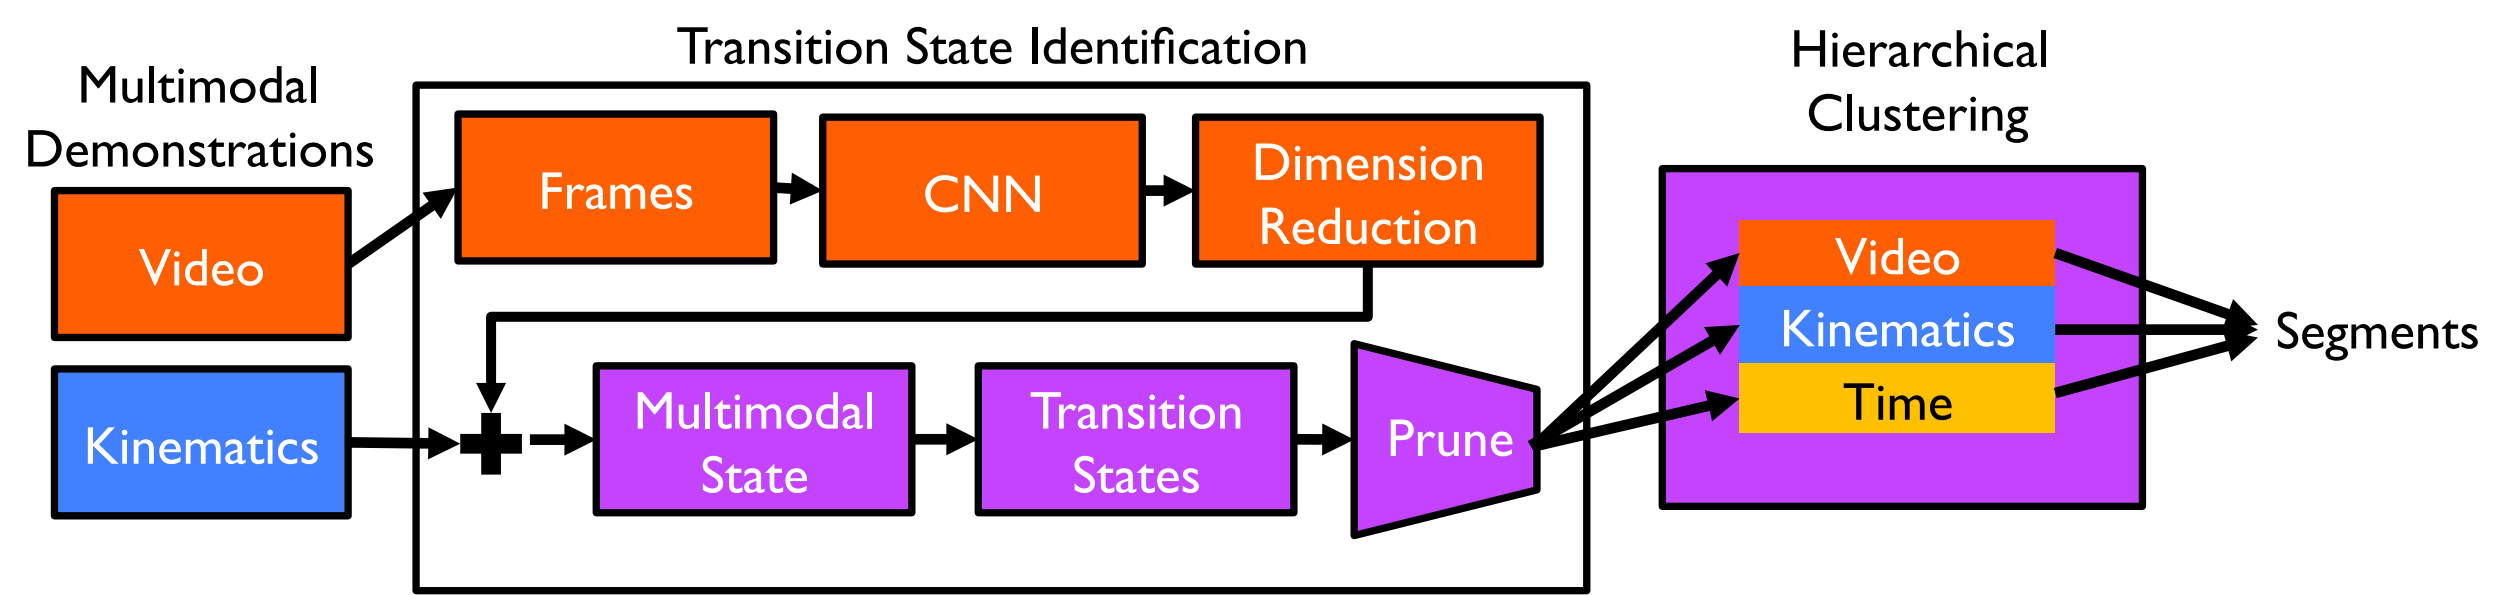 Multimodal
Demonstrations
Video
Kinematics
Transition State Identification
Frames
CNN
Dimension
Reduction
Multimodal
State
Transition
States
Prune
Hierarchical
Clustering
Video
Kinematics
Time
Segments